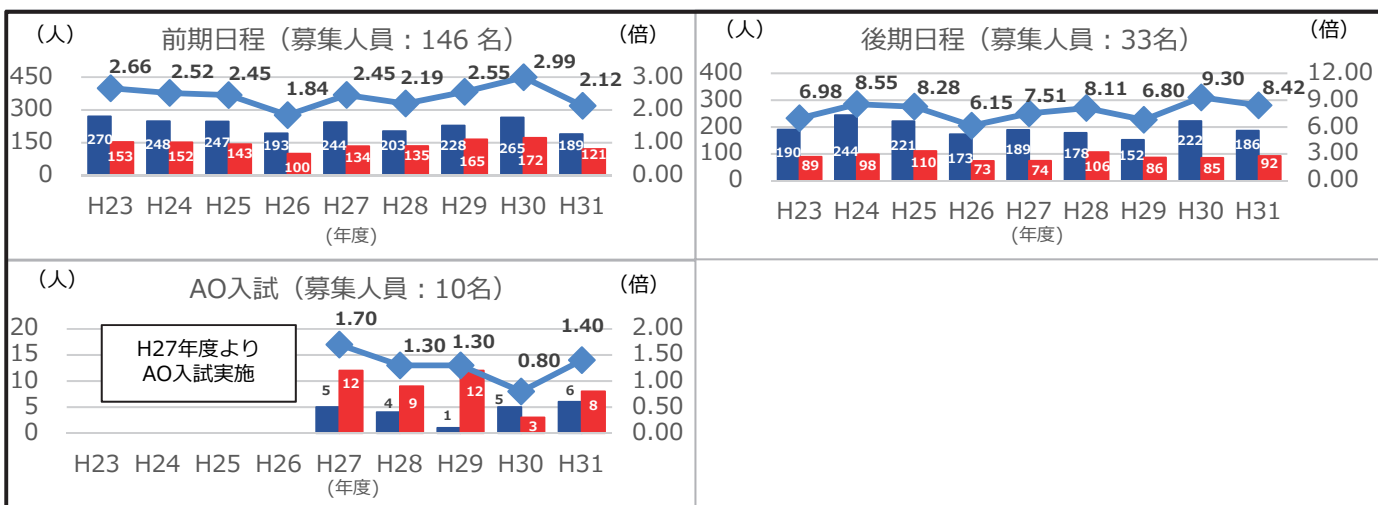 (人) 前期日程（募集人員：146 名） (倍)
2.66 2.52 2.45 1.84 2.45 2.19 2.55 2.99 2.12
450 3.00
300 2.00
150 1.00
0 0.00
270 153 248 152 247 143 193 100 244 134 203 135 228 165 265 172 189 121
H23 H24 H25 H26 H27 H28 H29 H30 H31
(年度)
(人) 後期日程（募集人員：33名） (倍)
6.98 8.55 8.28 6.15 7.51 8.11 6.80 9.30 8.42
400 12.00
300 9.00
200 6.00
100 3.00
0 0.00
190 89 244 98 221 110 173 73 189 74 178 106 152 86 222 85 186 92
H23 H24 H25 H26 H27 H28 H29 H30 H31
(年度)
(人) AO入試（募集人員：10名） (倍)
1.70 1.30 1.30 0.80 1.40
20 2.00
15 1.50
10 1.00
5 0.50
0 0.00
H27年度より
AO入試実施
5 12 4 9 1 12 5 3 6 8
H23 H24 H25 H26 H27 H28 H29 H30 H31
(年度)